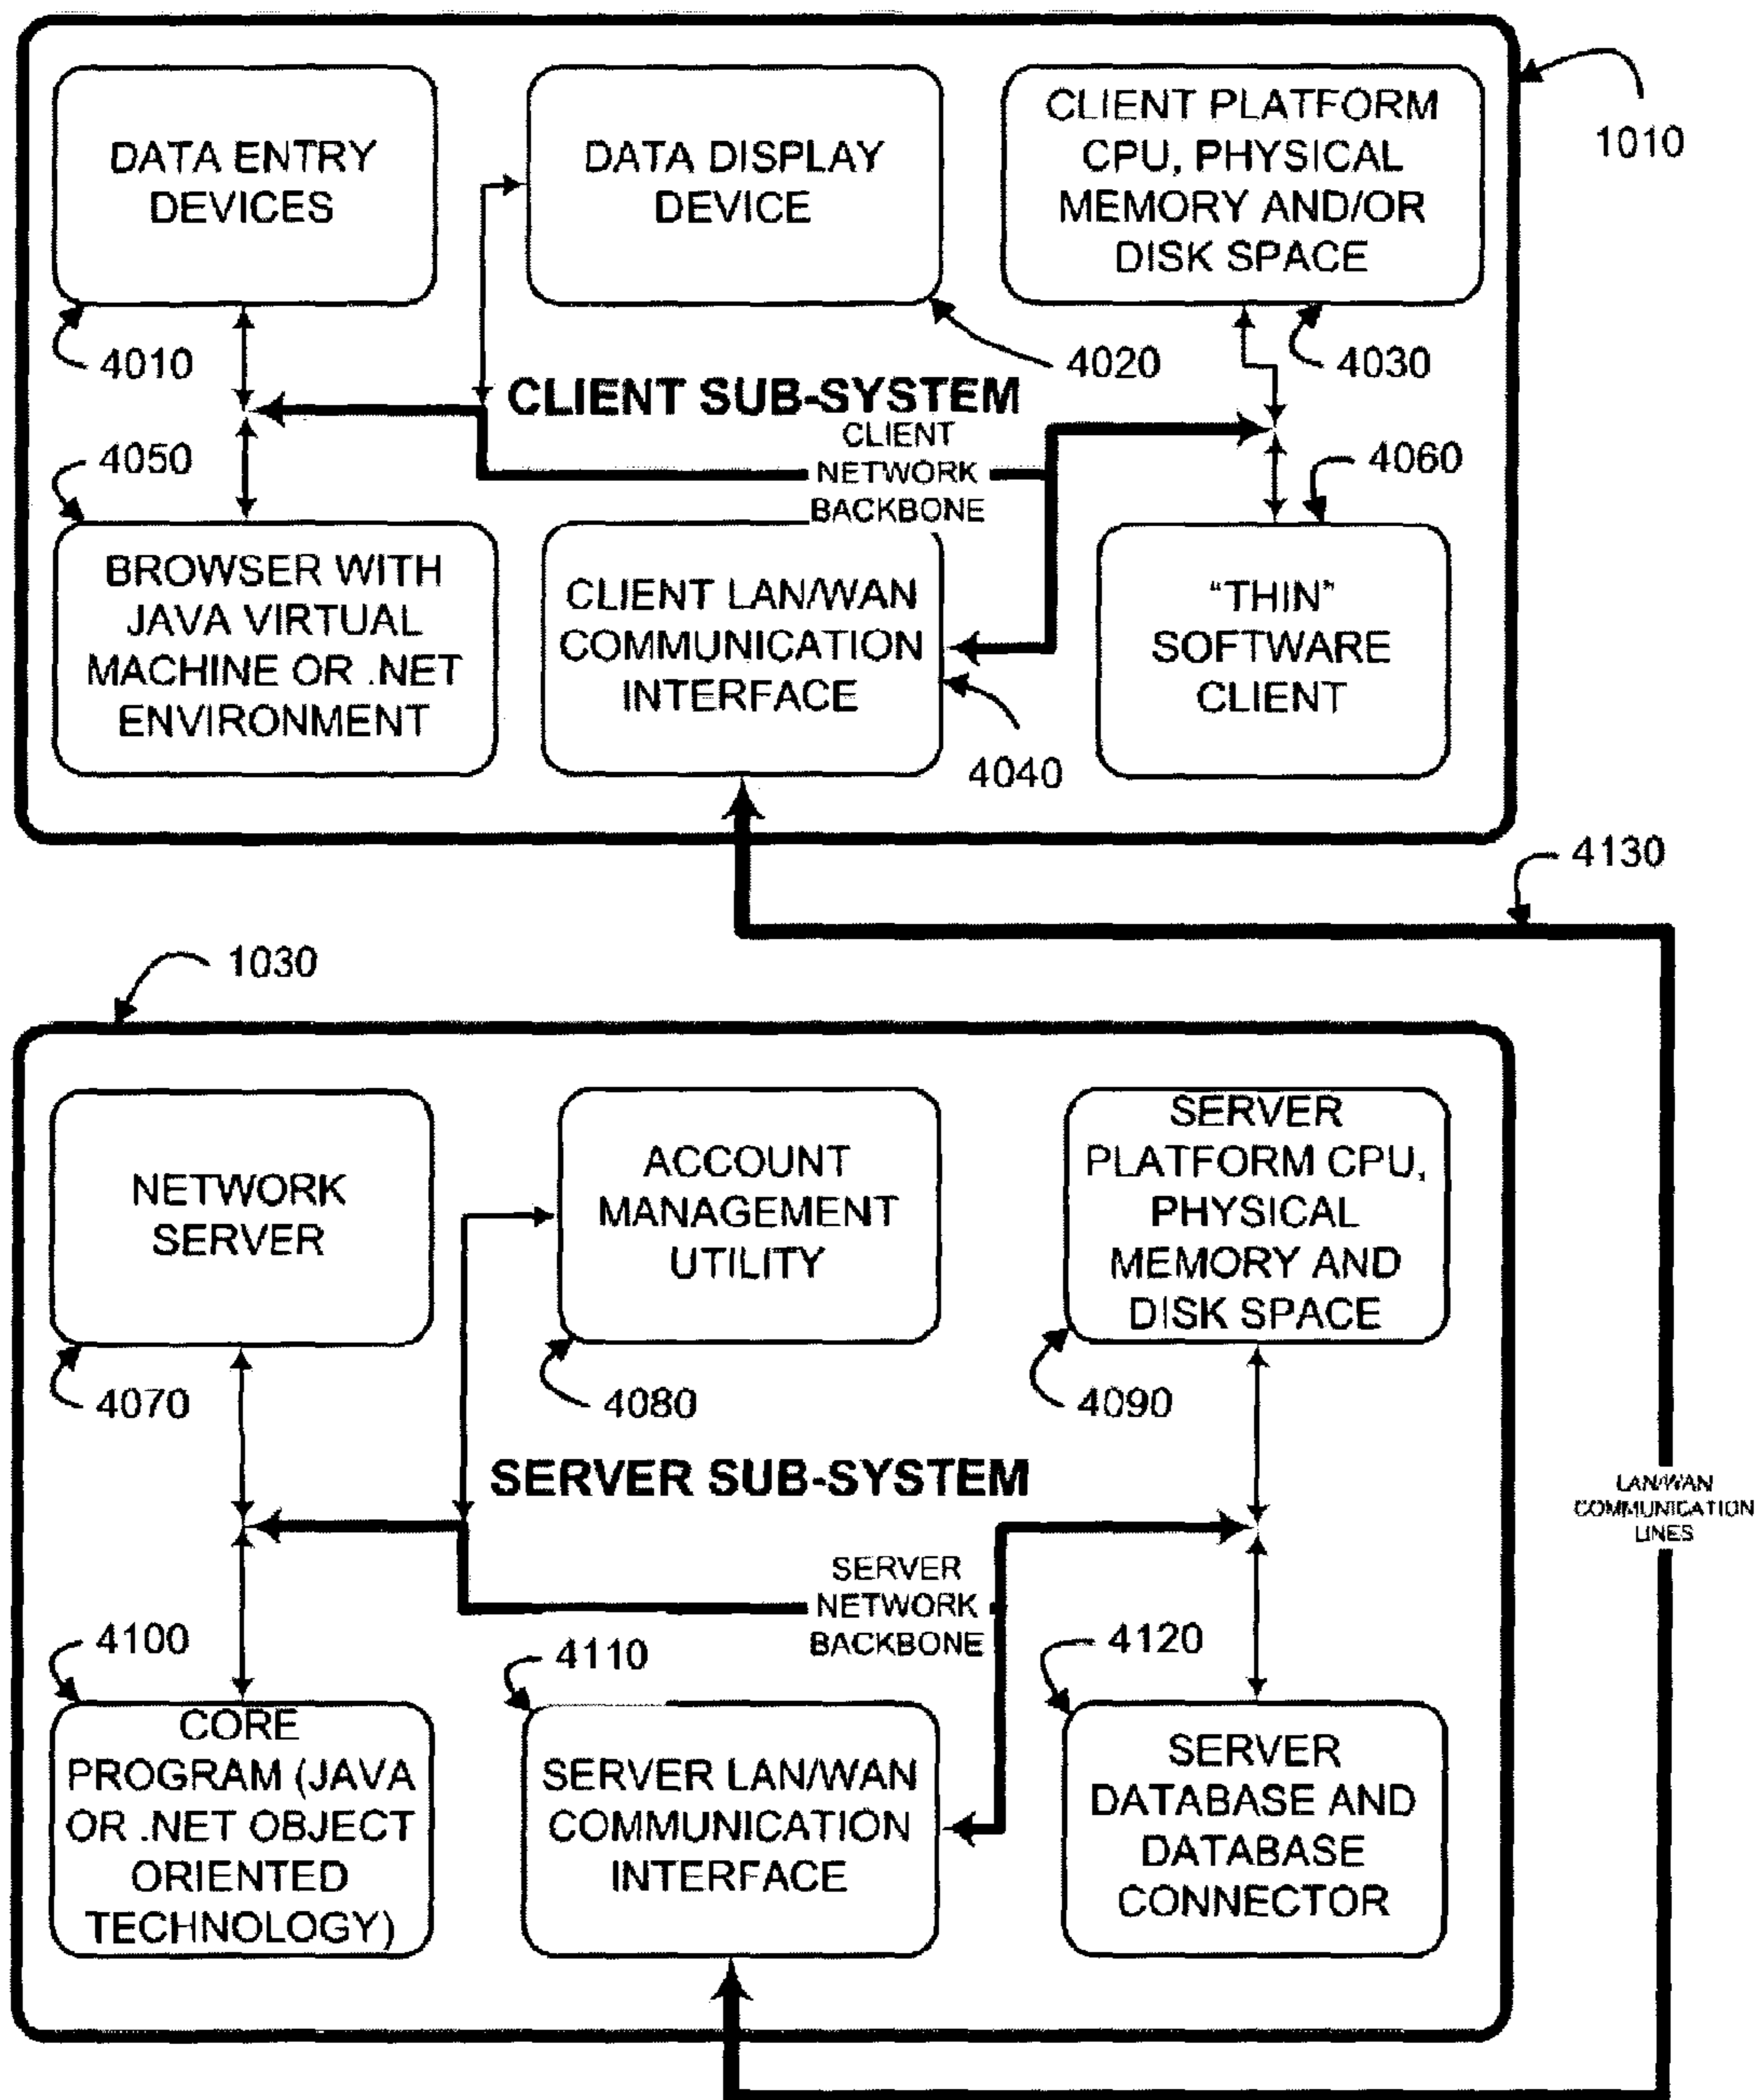 DATA ENTRY
DEVICES
DATA DISPLAY
DEVICE
CLIENT PLATFORM
CPU, PHYSICAL
MEMORY AND/OR
DISK SPACE
1010
4010
4020
4030
CLIENT SUB-SYSTEM
CLIENT
NETWORK
BACKBONE
4050
4060
BROWSER WITH
JAVA VIRTUAL
MACHINE OR .NET
ENVIRONMENT
CLIENT LAN/WAN
COMMUNICATION
INTERFACE
“THIN”
SOFTWARE
CLIENT
4040
4130
1030
NETWORK
SERVER
ACCOUNT
MANAGEMENT
UTILITY
SERVER
PLATFORM CPU,
PHYSICAL
MEMORY AND
DISK SPACE
4070
4080
4090
SERVER SUB-SYSTEM
LAN/WAN
COMMUNICATION
LINES
SERVER
NETWORK
BACKBONE
4100
4110
4120
CORE
PROGRAM (JAVA
OR .NET OBJECT
ORIENTED
TECHNOLOGY)
SERVER LAN/WAN
COMMUNICATION
INTERFACE
SERVER
DATABASE AND
DATABASE
CONNECTOR